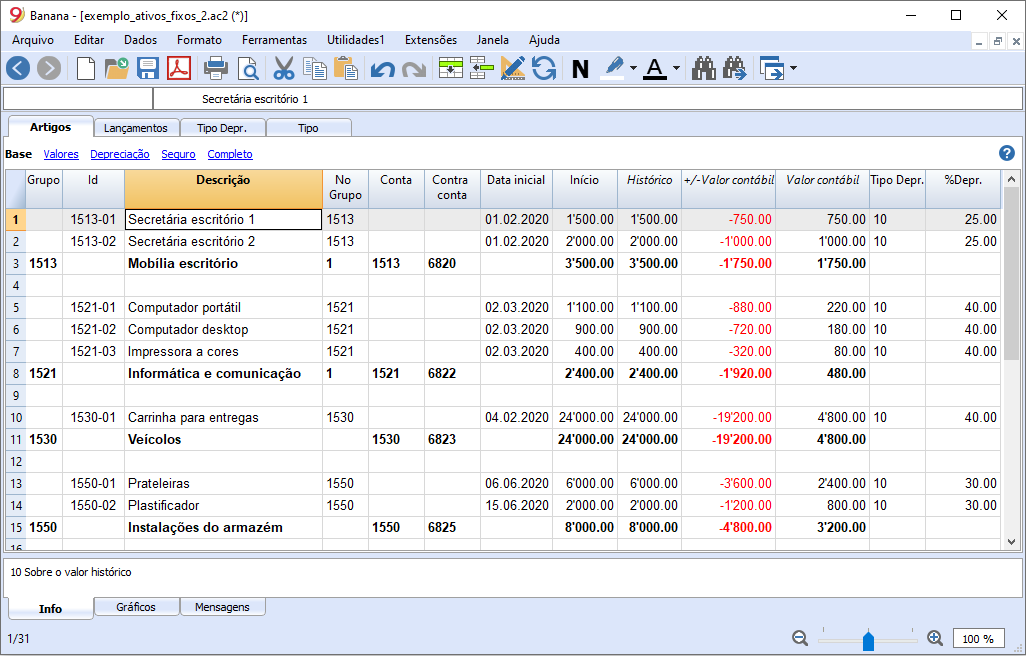 Banana - [exemplo_ativos_fixos_2.ac2 (*)]
Arquivo Editar Dados Formato Ferramentas Utilidades1 Extensões Janela Ajuda
N A
Secretária escritório 1
Artigos Lançamentos Tipo Depr. Tipo
Base Valores Depreciação Seguro Completo
Grupo Id Descrição No Grupo Conta Contra conta Data inicial Início Histórico +/-Valor contábil Valor contábil Tipo Depr. %Depr.
1 1513-01 Secretária escritório 1 1513 01.02.2020 1'500.00 1'500.00 -750.00 750.00 10 25.00
2 1513-02 Secretária escritório 2 1513 01.02.2020 2'000.00 2'000.00 -1'000.00 1'000.00 10 25.00
3 1513 Mobília escritório 1 1513 6820 3'500.00 3'500.00 -1'750.00 1'750.00
4
5 1521-01 Computador portátil 1521 02.03.2020 1'100.00 1'100.00 -880.00 220.00 10 40.00
6 1521-02 Computador desktop 1521 02.03.2020 900.00 900.00 -720.00 180.00 10 40.00
7 1521-03 Impressora a cores 1521 02.03.2020 400.00 400.00 -320.00 80.00 10 40.00
8 1521 Informática e comunicação 1 1521 6822 2'400.00 2'400.00 -1'920.00 480.00
9
10 1530-01 Carrinha para entregas 1530 04.02.2020 24'000.00 24'000.00 -19'200.00 4'800.00 10 40.00
11 1530 Veícolos 1530 6823 24'000.00 24'000.00 -19'200.00 4'800.00
12
13 1550-01 Prateleiras 1550 06.06.2020 6'000.00 6'000.00 -3'600.00 2'400.00 10 30.00
14 1550-02 Plastificador 1550 15.06.2020 2'000.00 2'000.00 -1'200.00 800.00 10 30.00
15 1550 Instalações do armazém 1550 6825 8'000.00 8'000.00 -4'800.00 3'200.00
16
10 Sobre o valor histórico
Info Gráficos Mensagens
1/31 100 %